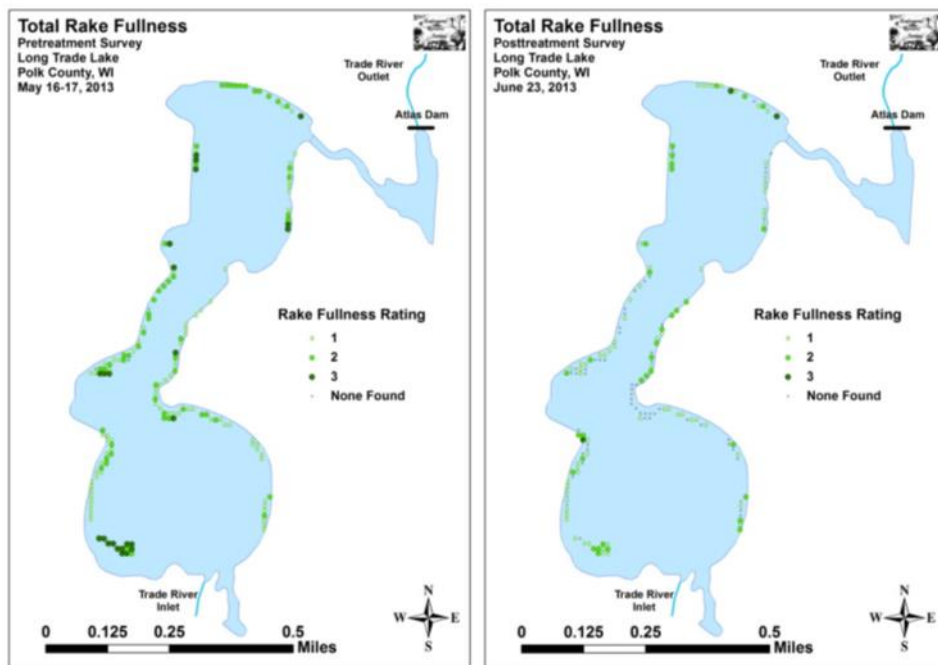 Total Rake Fullness
Pretreatment Survey
Long Trade Lake
Polk County, WI
May 16-17, 2013
Trade River
Outlet
Atlas Dam
Rake Fullness Rating
1
2
3
None Found
Trade River
Inlet
N
W E
S
0 0.125 0.25 0.5
Miles
Total Rake Fullness
Posttreatment Survey
Long Trade Lake
Polk County, WI
June 23, 2013
Trade River
Outlet
Atlas Dam
Rake Fullness Rating
1
2
3
None Found
Trade River
Inlet
N
W E
S
0 0.125 0.25 0.5
Miles